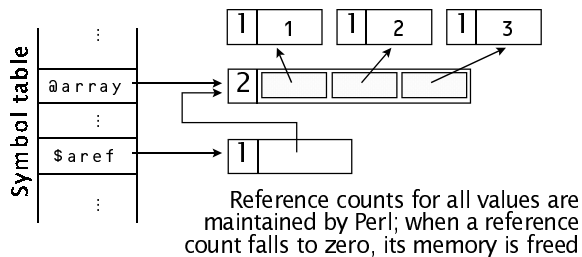 1 1
1 2
1 3
Symbol table
⋮
@array
2
⋮
$aref
1
⋮
Reference counts for all values are
maintained by Perl; when a reference
count falls to zero, its memory is freed